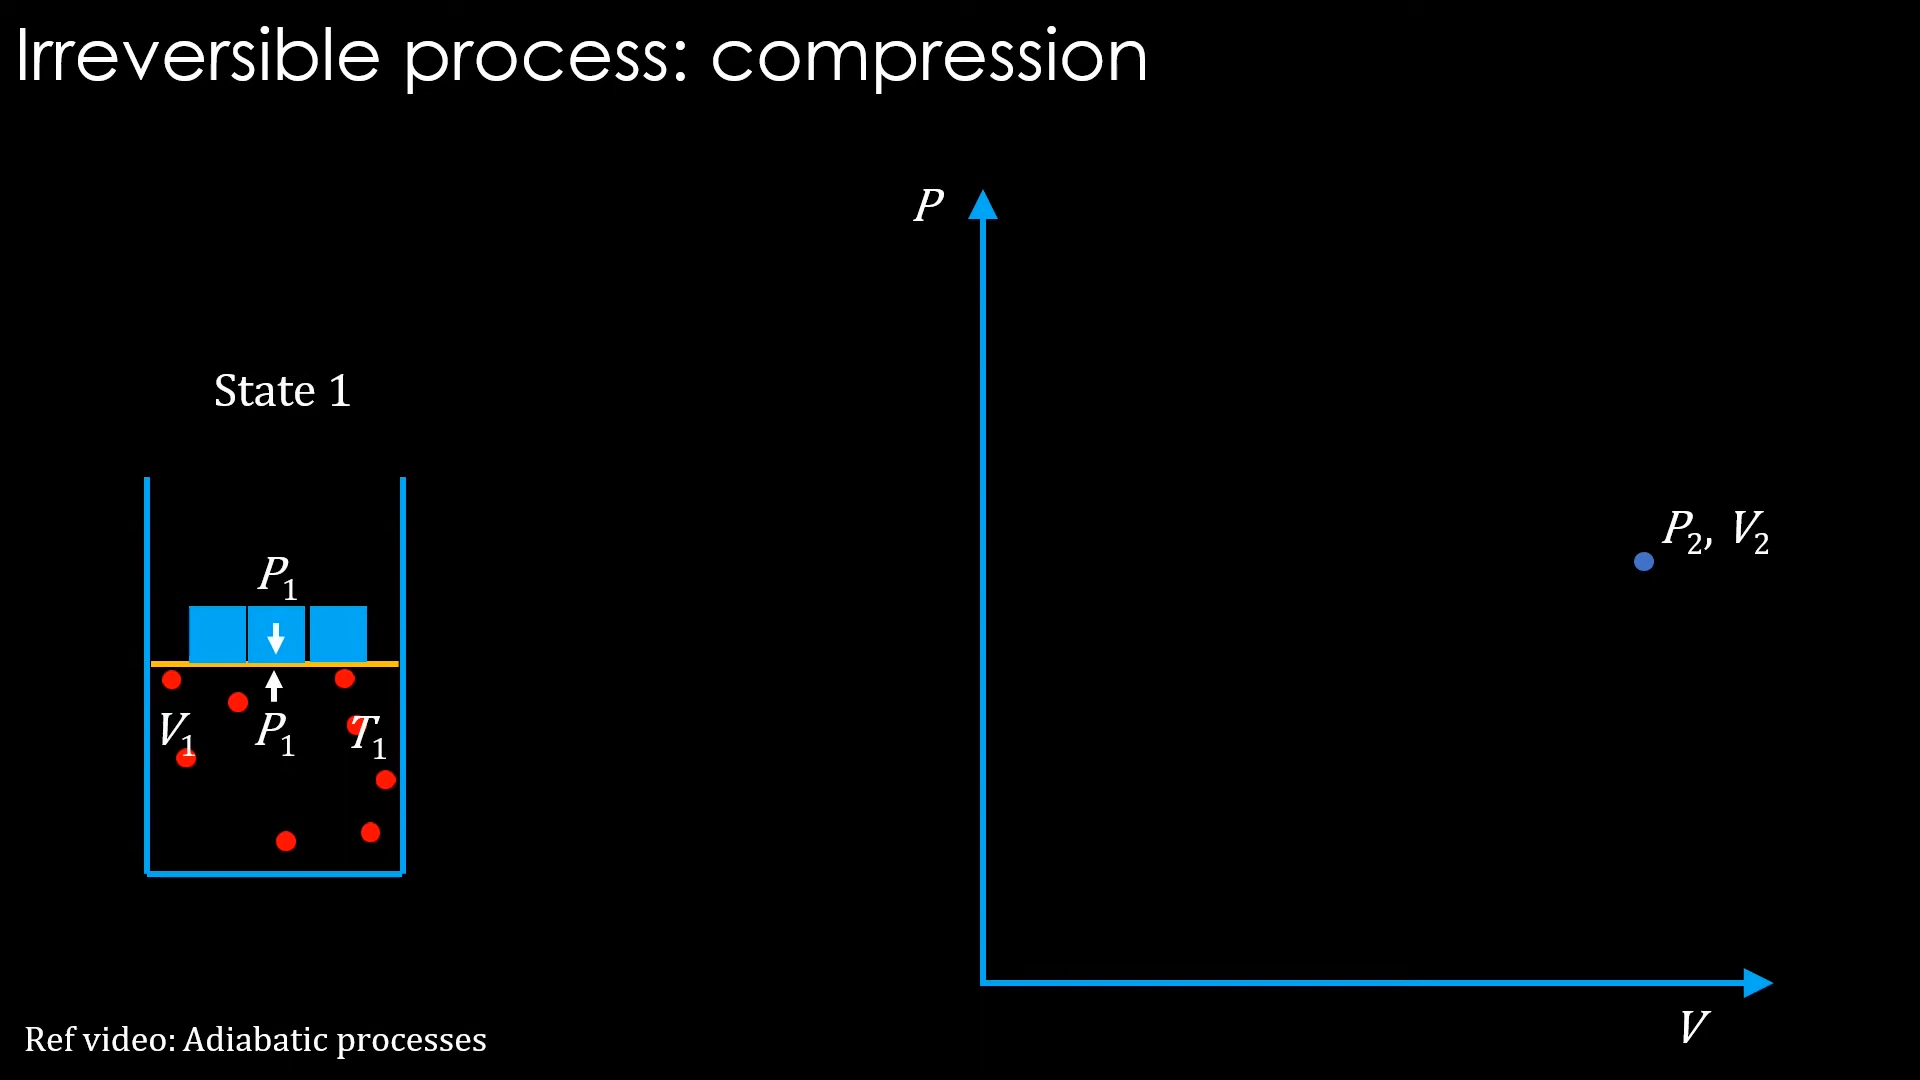 Irreversible process: compression
P
State 1
P₂, V₂
P₁
V₁ P₁ T₁
V
Ref video: Adiabatic processes